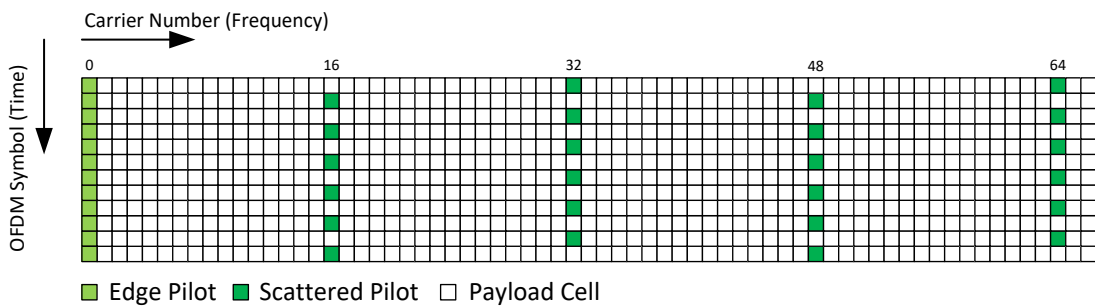 Carrier Number (Frequency)
OFDM Symbol (Time)
0 16 32 48 64
Edge Pilot Scattered Pilot Payload Cell